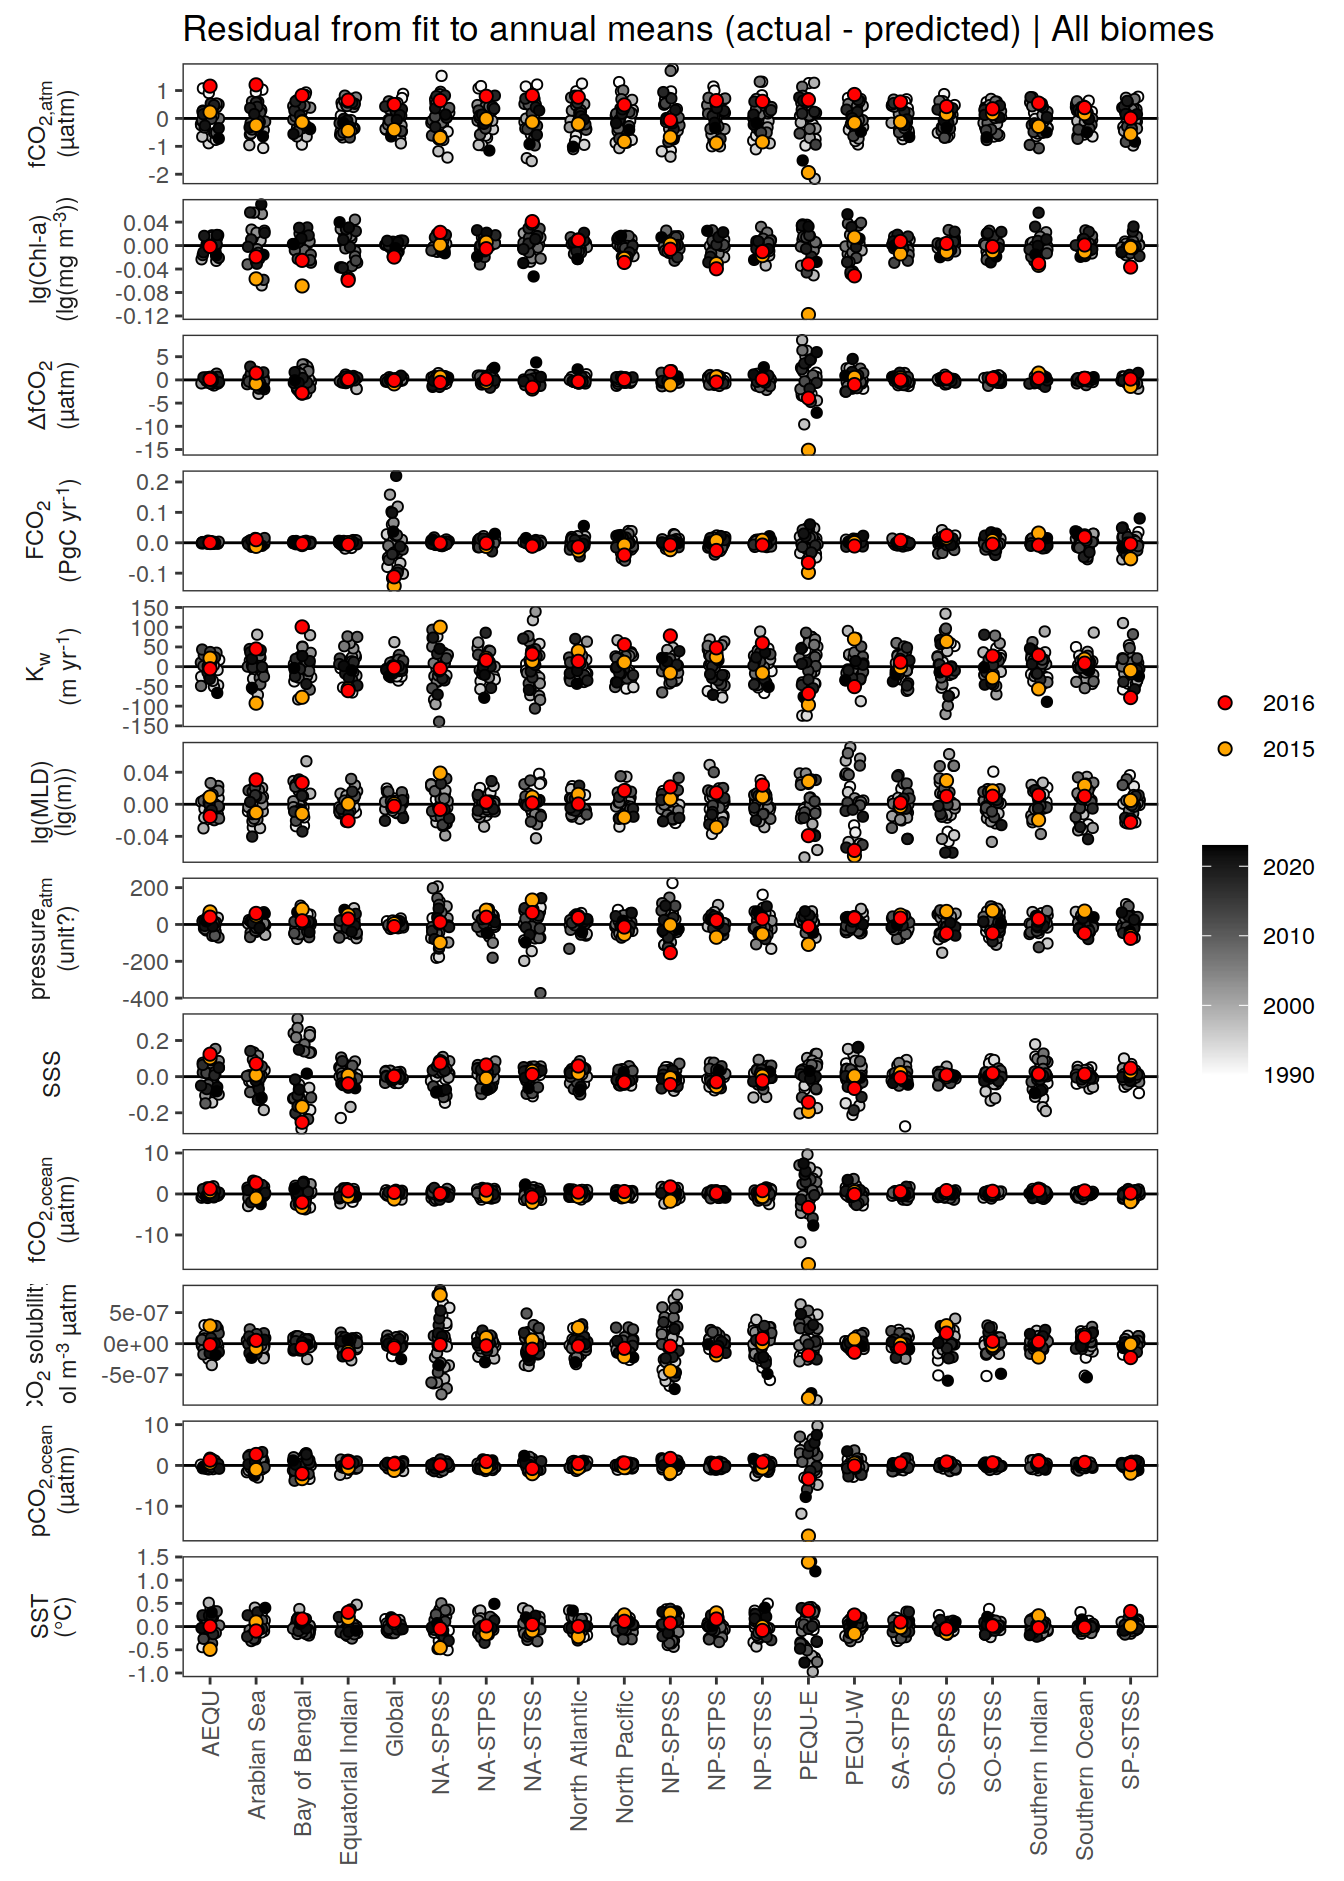 Residual from fit to annual means (actual - predicted) | All biomes
fCO2,atm
(µatm)
1
0
-1
-2
lg(Chl-a)
(lg(mg m-3))
0.04
0.00
-0.04
-0.08
-0.12
ΔfCO2
(µatm)
5
0
-5
-10
-15
FCO2
(PgC yr-1)
0.2
0.1
0.0
-0.1
Kw
(m yr-1)
150
100
50
0
-50
-100
-150
lg(MLD)
(lg(m))
0.04
0.00
-0.04
pressureatm
(unit?)
200
0
-200
-400
SSS
0.2
0.0
-0.2
fCO2,ocean
(µatm)
10
0
-10
CO2 solubility
ol m-3 µatm
5e-07
0e+00
-5e-07
pCO2,ocean
(µatm)
10
0
-10
SST
(°C)
1.5
1.0
0.5
0.0
-0.5
-1.0
AEQU
Arabian Sea
Bay of Bengal
Equatorial Indian
Global
NA-SPSS
NA-STPS
NA-STSS
North Atlantic
North Pacific
NP-SPSS
NP-STPS
NP-STSS
PEQU-E
PEQU-W
SA-STPS
SO-SPSS
SO-STSS
Southern Indian
Southern Ocean
SP-STSS
2016
2015
2020
2010
2000
1990